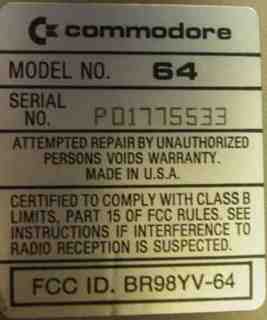 commodore
MODEL NO. 64
SERIAL NO. P01775533
ATTEMPTED REPAIR BY UNAUTHORIZED
PERSONS VOIDS WARRANTY.
MADE IN U.S.A.
CERTIFIED TO COMPLY WITH CLASS B
LIMITS, PART 15 OF FCC RULES. SEE
INSTRUCTIONS IF INTERFERENCE TO
RADIO RECEPTION IS SUSPECTED.
FCC ID. BR98YV-64